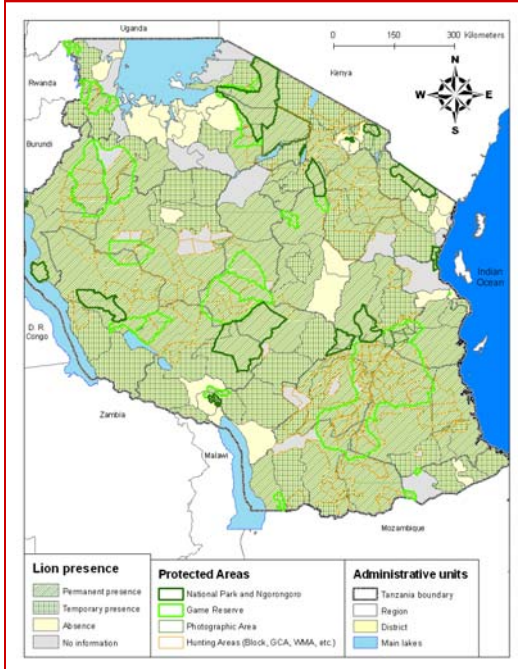 Uganda
0
150
300 Kilometers
Kenya
N
W
E
S
Rwanda
Burundi
Indian
Ocean
D. R.
Congo
Zambia
Malawi
Mozambique
Lion presence
Permanent presence
Temporary presence
Absence
No information
Protected Areas
National Park and Ngorongoro
Game Reserve
Photographic Area
Hunting Areas (Block, GCA, WMA, etc.)
Administrative units
Tanzania boundary
Region
District
Main lakes